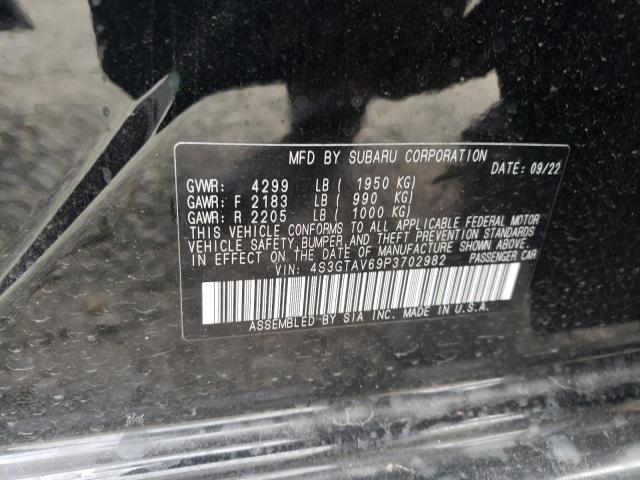 MFD BY SUBARU CORPORATION
DATE: 09/22
GVWR: 4299 LB ( 1950 KG)
GAWR: F 2183 LB ( 990 KG)
GAWR: R 2205 LB ( 1000 KG)
THIS VEHICLE CONFORMS TO ALL APPLICABLE FEDERAL MOTOR
VEHICLE SAFETY, BUMPER, AND THEFT PREVENTION STANDARDS
IN EFFECT ON THE DATE OF MANUFACTURE SHOWN ABOVE.
VIN: 4S3GTAV69P3702982 PASSENGER CAR
ASSEMBLED BY SIA INC. MADE IN U.S.A.